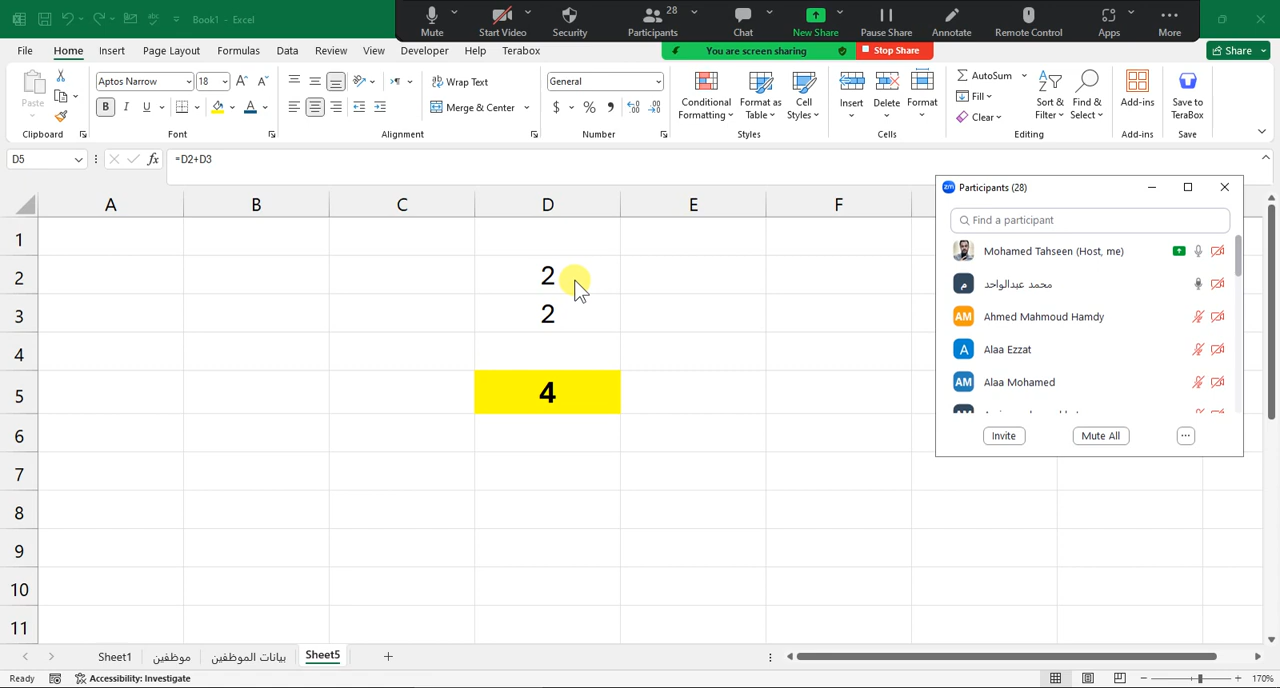 Book1 - Excel
Mute
Start Video
Security
Participants
28
Chat
New Share
Pause Share
Annotate
Remote Control
Apps
More
You are screen sharing
Stop Share
File
Home
Insert
Page Layout
Formulas
Data
Review
View
Developer
Help
Terabox
Share
Paste
Clipboard
Aptos Narrow
18
B
I
U
Font
Wrap Text
Merge & Center
Alignment
General
$
%
Number
Conditional
Formatting
Format as
Table
Cell
Styles
Styles
Insert
Delete
Format
Cells
AutoSum
Fill
Clear
Sort &
Filter
Find &
Select
Editing
Add-ins
Add-ins
Save to
TeraBox
Save
D5
fx
=D2+D3
A B C D E F
1
2 2
3 2
4
5 4
6
7
8
9
10
11
zm Participants (28)
Find a participant
Mohamed Tahseen (Host, me)
م محمد عبدالواحد
AM Ahmed Mahmoud Hamdy
A Alaa Ezzat
AM Alaa Mohamed
Invite
Mute All
Sheet1
موظفين
بيانات الموظفين
Sheet5
Ready
Accessibility: Investigate
170%